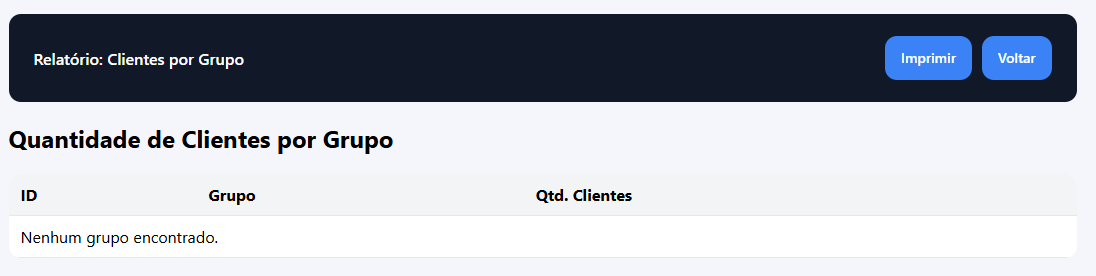 Relatório: Clientes por Grupo
Imprimir
Voltar
Quantidade de Clientes por Grupo
ID Grupo Qtd. Clientes
Nenhum grupo encontrado.